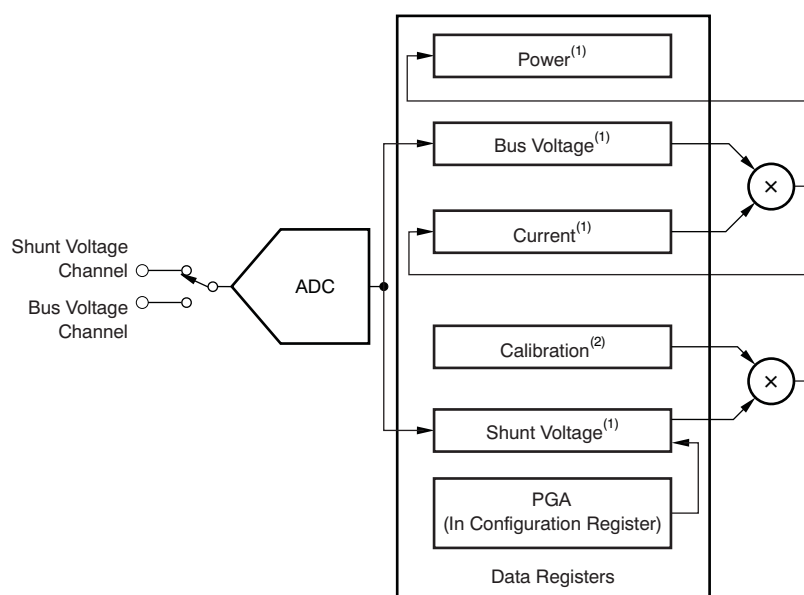 Power(1)
Bus Voltage(1)
×
Current(1)
Shunt Voltage
Channel
ADC
Bus Voltage
Channel
Calibration(2)
×
Shunt Voltage(1)
PGA
(In Configuration Register)
Data Registers